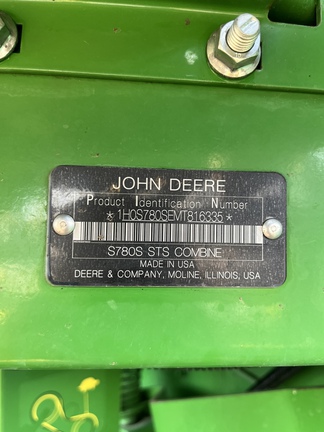 JOHN DEERE
Product Identification Number
*1H0S780SEMT816335*
S780S STS COMBINE
MADE IN USA
DEERE & COMPANY, MOLINE, ILLINOIS, USA